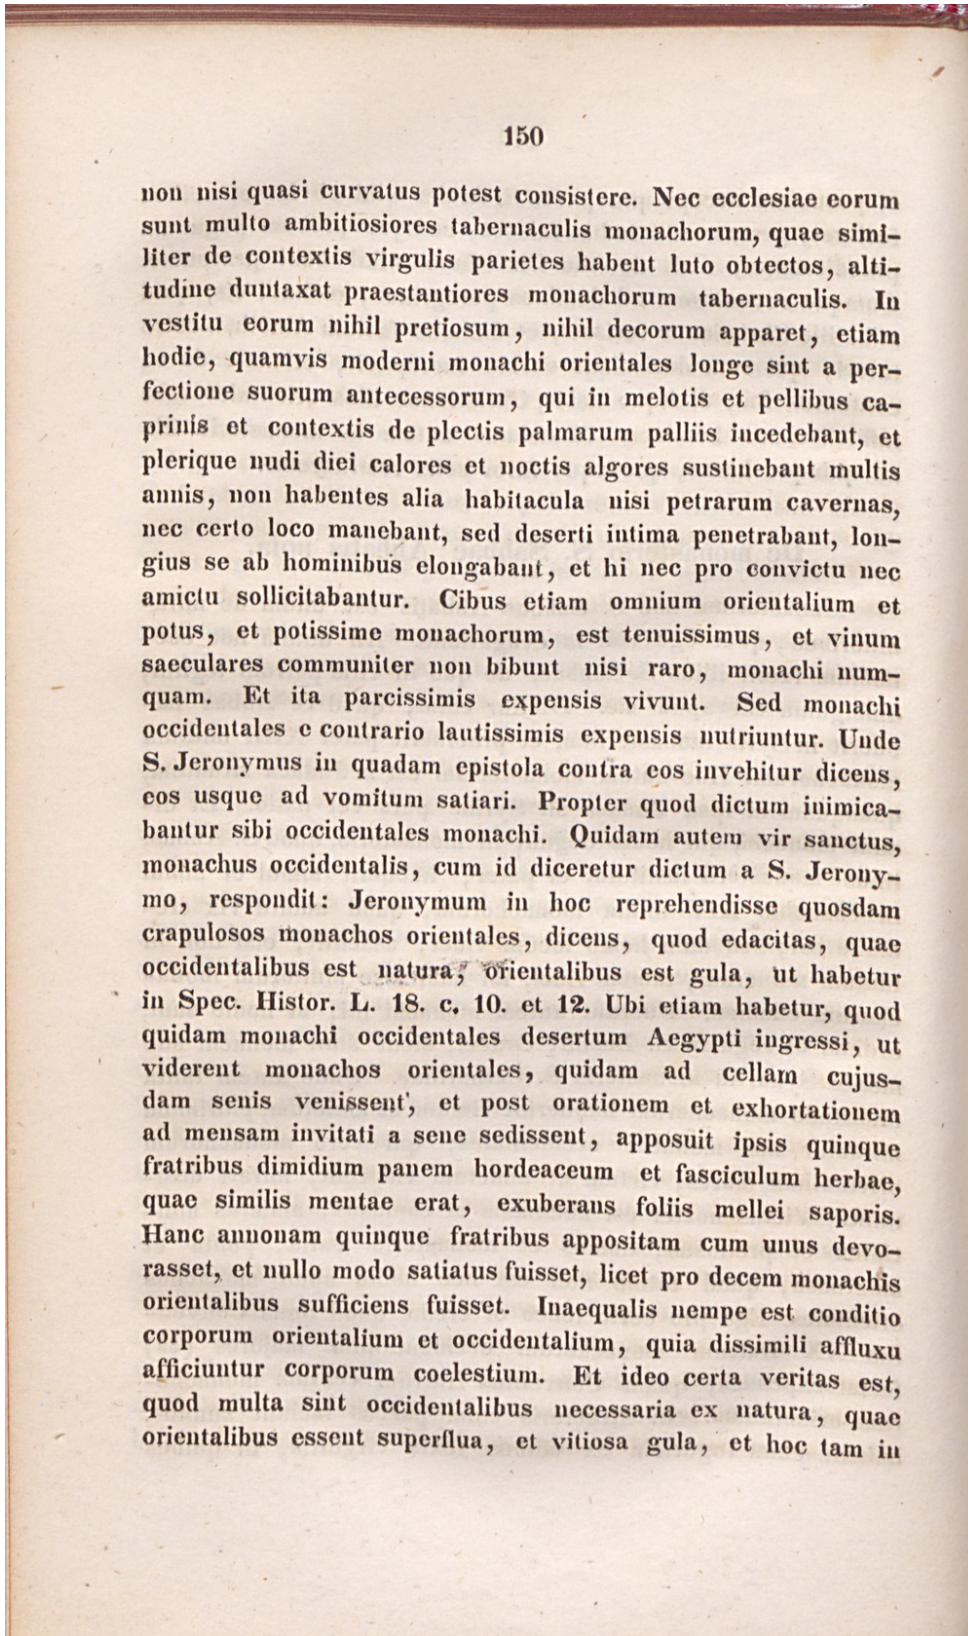 150
non nisi quasi curvatus potest consistere. Nec ecclesiae eorum
sunt multo ambitiosiores tabernaculis monachorum, quae simi-
liter de contextis virgulis parietes habent luto obtectos, alti-
tudine duntaxat praestantiores monachorum tabernaculis. In
vestitu eorum nihil pretiosum, nihil decorum apparet, etiam
hodie, quamvis moderni monachi orientales longe sint a per-
fectione suorum antecessorum, qui in melotis et pellibus ca-
prinis et contextis de plectis palmarum palliis incedebant, et
plerique nudi diei calores et noctis algores sustinebant multis
annis, non habentes alia habitacula nisi petrarum cavernas,
nec certo loco manebant, sed deserti intima penetrabant, lon-
gius se ab hominibus elongabant, et hi nec pro convictu nec
amictu sollicitabantur. Cibus etiam omnium orientalium et
potus, et potissime monachorum, est tenuissimus, et vinum
saeculares communiter non bibunt nisi raro, monachi num-
quam. Et ita parcissimis expensis vivunt. Sed monachi
occidentales e contrario lautissimis expensis nutriuntur. Unde
S. Jeronymus in quadam epistola contra eos invehitur dicens,
eos usque ad vomitum satiari. Propter quod dictum inimica-
bantur sibi occidentales monachi. Quidam autem vir sanctus,
monachus occidentalis, cum id diceretur dictum a S. Jerony-
mo, respondit: Jeronymum in hoc reprehendisse quosdam
crapulosos monachos orientales, dicens, quod edacitas, quae
occidentalibus est natura, orientalibus est gula, ut habetur
in Spec. Histor. L. 18. c. 10. et 12. Ubi etiam habetur, quod
quidam monachi occidentales desertum Aegypti ingressi, ut
viderent monachos orientales, quidam ad cellam cujus-
dam senis venissent, et post orationem et exhortationem
ad mensam invitati a sene sedissent, apposuit ipsis quinque
fratribus dimidium panem hordeaceum et fasciculum herbae,
quae similis mentae erat, exuberans foliis mellei saporis.
Hanc annonam quinque fratribus appositam cum unus devo-
rasset, et nullo modo satiatus fuisset, licet pro decem monachis
orientalibus sufficiens fuisset. Inaequalis nempe est conditio
corporum orientalium et occidentalium, quia dissimili affluxu
afficiuntur corporum coelestium. Et ideo certa veritas est,
quod multa sint occidentalibus necessaria ex natura, quae
orientalibus essent superflua, et vitiosa gula, et hoc tam in